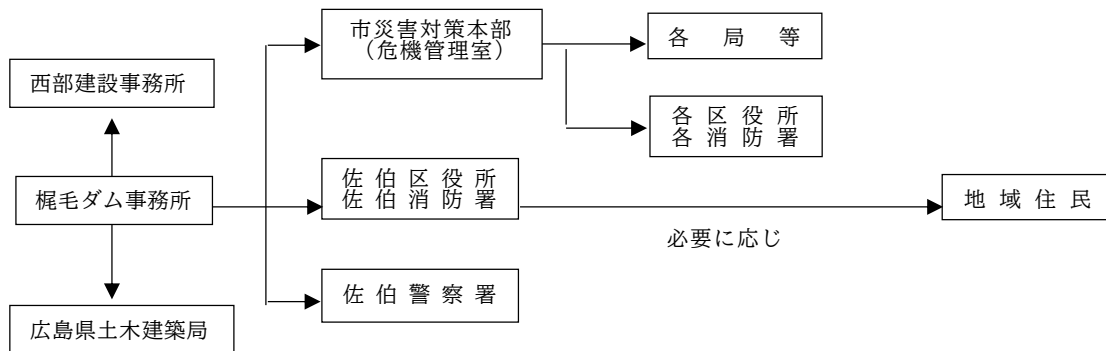 市災害対策本部
（危機管理室）
各局等
西部建設事務所
各区役所
各消防署
梶毛ダム事務所
佐伯区役所
佐伯消防署
地域住民
必要に応じ
佐伯警察署
広島県土木建築局